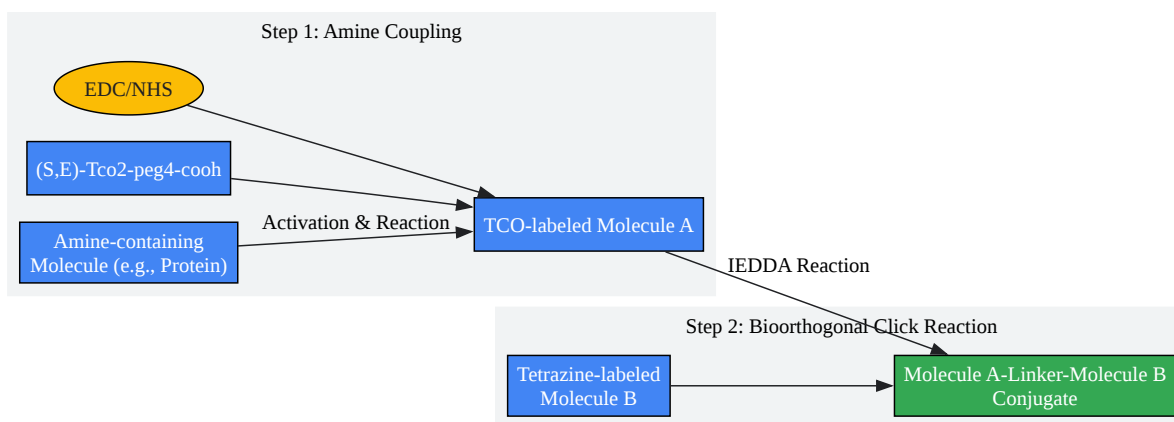 Step 1: Amine Coupling
EDC/NHS
(S,E)-Tco2-peg4-cooh
Amine-containing
Molecule (e.g., Protein)
Activation & Reaction
TCO-labeled Molecule A
IEDDA Reaction
Step 2: Bioorthogonal Click Reaction
Tetrazine-labeled
Molecule B
Molecule A-Linker-Molecule B
Conjugate